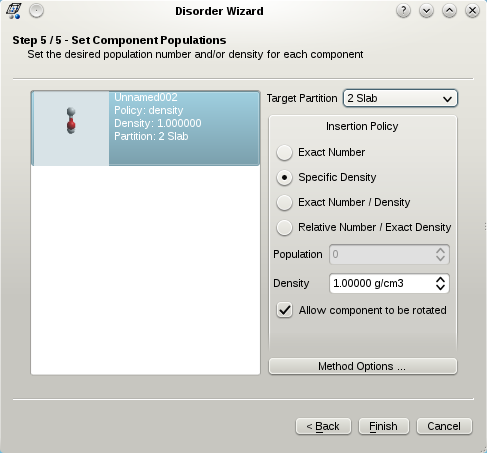 Disorder Wizard
Step 5 / 5 - Set Component Populations
Set the desired population number and/or density for each component
Unnamed002
Policy: density
Density: 1.000000
Partition: 2 Slab
Target Partition 2 Slab
Insertion Policy
Exact Number
Specific Density
Exact Number / Density
Relative Number / Exact Density
Population 0
Density 1.00000 g/cm3
Allow component to be rotated
Method Options ...
< Back Finish Cancel